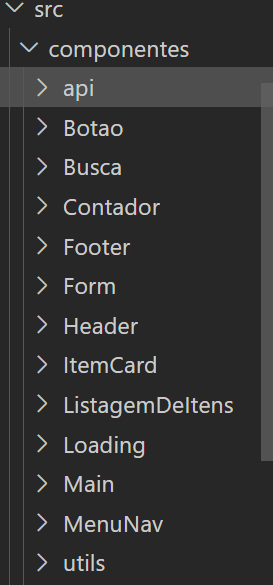 src
componentes
api
Botao
Busca
Contador
Footer
Form
Header
ItemCard
ListagemDeItens
Loading
Main
MenuNav
utils